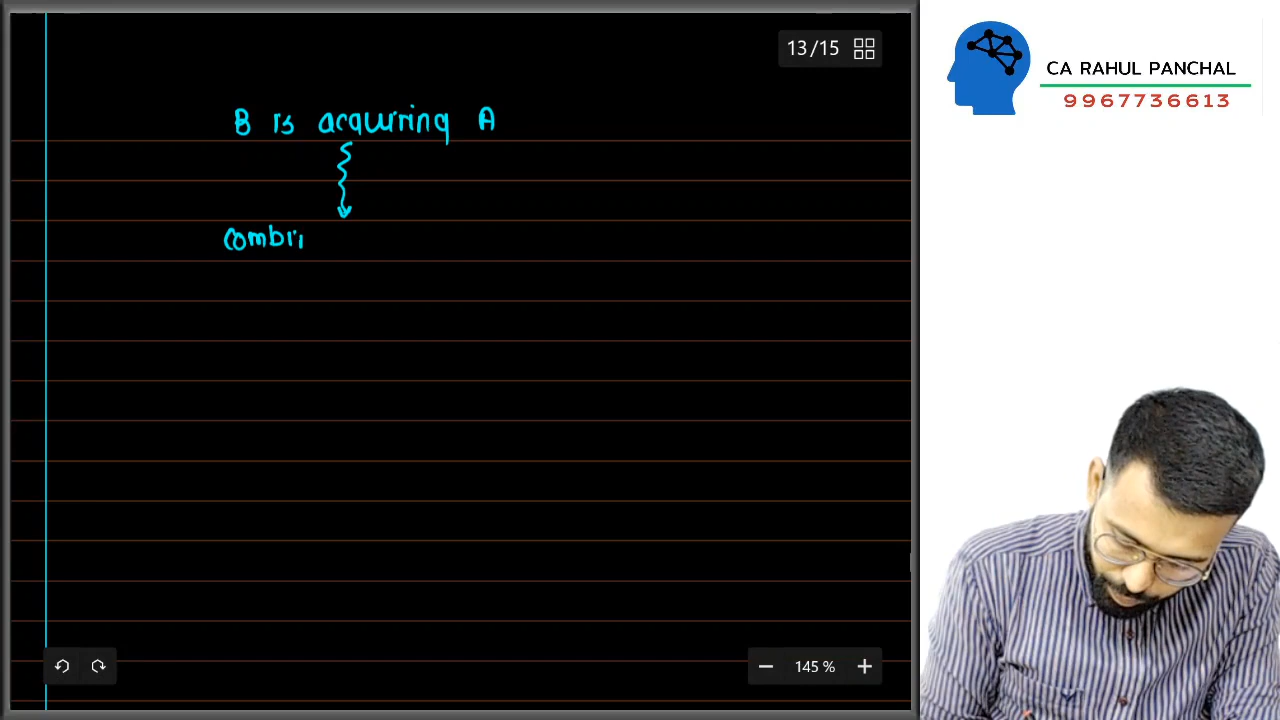 13/15
B is acquiring A
combi
CA RAHUL PANCHAL
9967736613
145 %